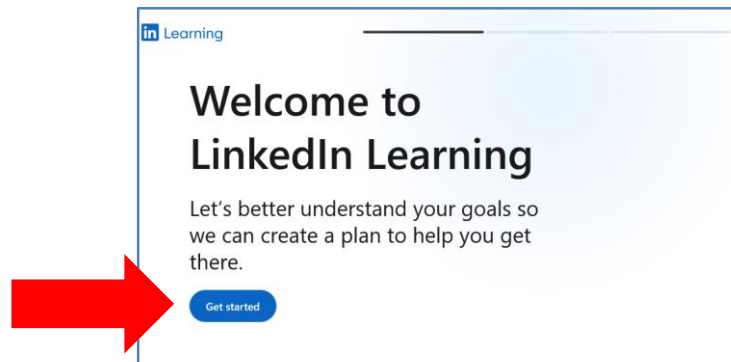 in Learning
Welcome to
LinkedIn Learning
Let's better understand your goals so
we can create a plan to help you get
there.
Get started